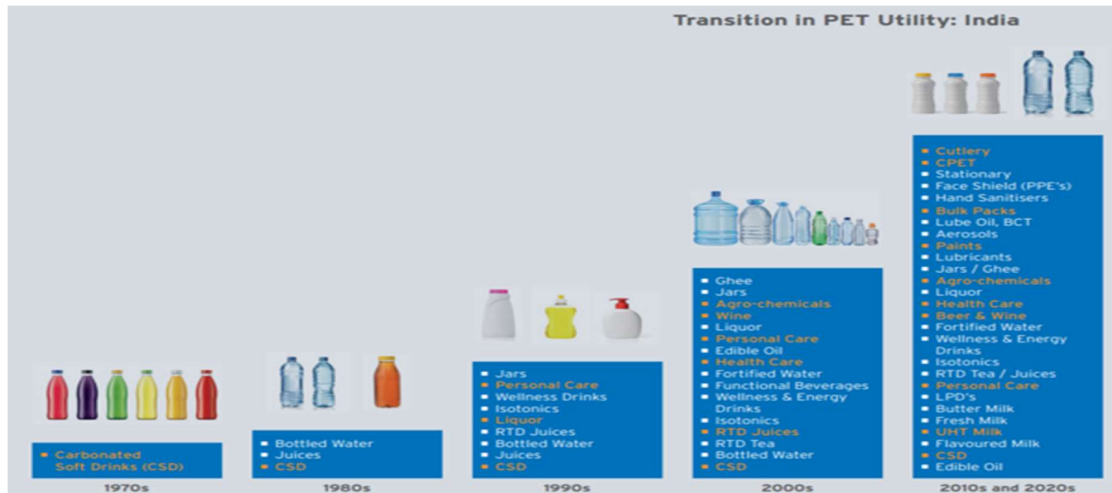 Transition in PET Utility: India
Carbonated
Soft Drinks (CSD)
1970s
Bottled Water
Juices
CSD
1980s
Jars
Personal Care
Wellness Drinks
Isotonics
Liquor
RTD Juices
Bottled Water
Juices
CSD
1990s
Ghee
Jars
Agro-chemicals
Wine
Liquor
Personal Care
Edible Oil
Health Care
Fortified Water
Functional Beverages
Wellness & Energy
Drinks
Isotonics
RTD Juices
RTD Tea
Bottled Water
CSD
2000s
Cutlery
CPET
Stationary
Face Shield (PPE's)
Hand Sanitisers
Bulk Packs
Lube Oil, BCT
Aerosols
Paints
Lubricants
Jars / Ghee
Agro-chemicals
Liquor
Health Care
Beer & Wine
Fortified Water
Wellness & Energy
Drinks
Isotonics
RTD Tea / Juices
Personal Care
LPD's
Butter Milk
Fresh Milk
UHT Milk
Flavoured Milk
CSD
Edible Oil
2010s and 2020s